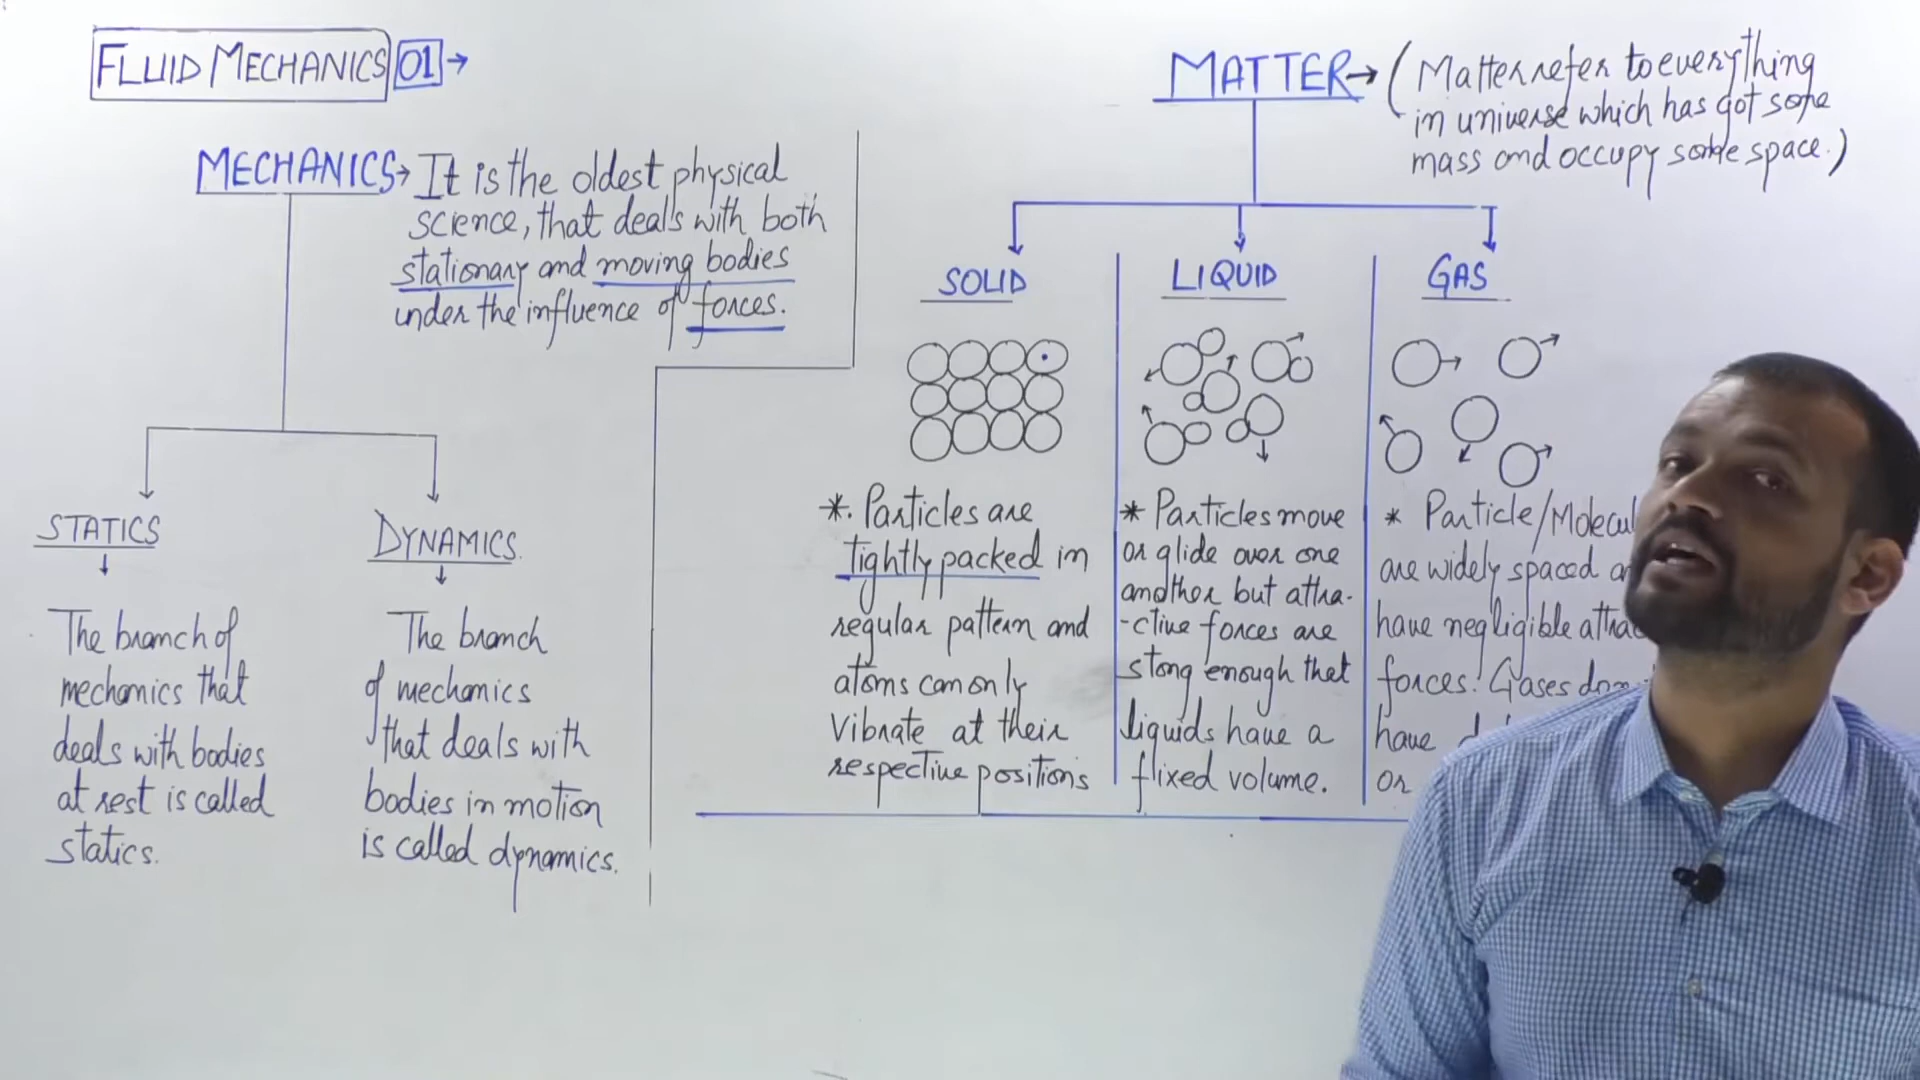 FLUID MECHANICS 01 →
MECHANICS → It is the oldest physical
science, that deals with both
stationary and moving bodies
under the influence of forces.
STATICS
The branch of
mechanics that
deals with bodies
at rest is called
statics.
DYNAMICS
The branch
of mechanics
that deals with
bodies in motion
is called dynamics.
MATTER → (Matter refer to everything
in universe which has got some
mass and occupy some space.)
SOLID
*. Particles are
tightly packed in
regular pattern and
atoms can only
vibrate at their
respective positions
LIQUID
* Particles move
or glide over one
another but attra-
-ctive forces are
stong enough that
liquids have a
flixed volume.
GAS
* Particle/Molecul
are widely spaced
have negligible attrac
forces. Gases
have
or